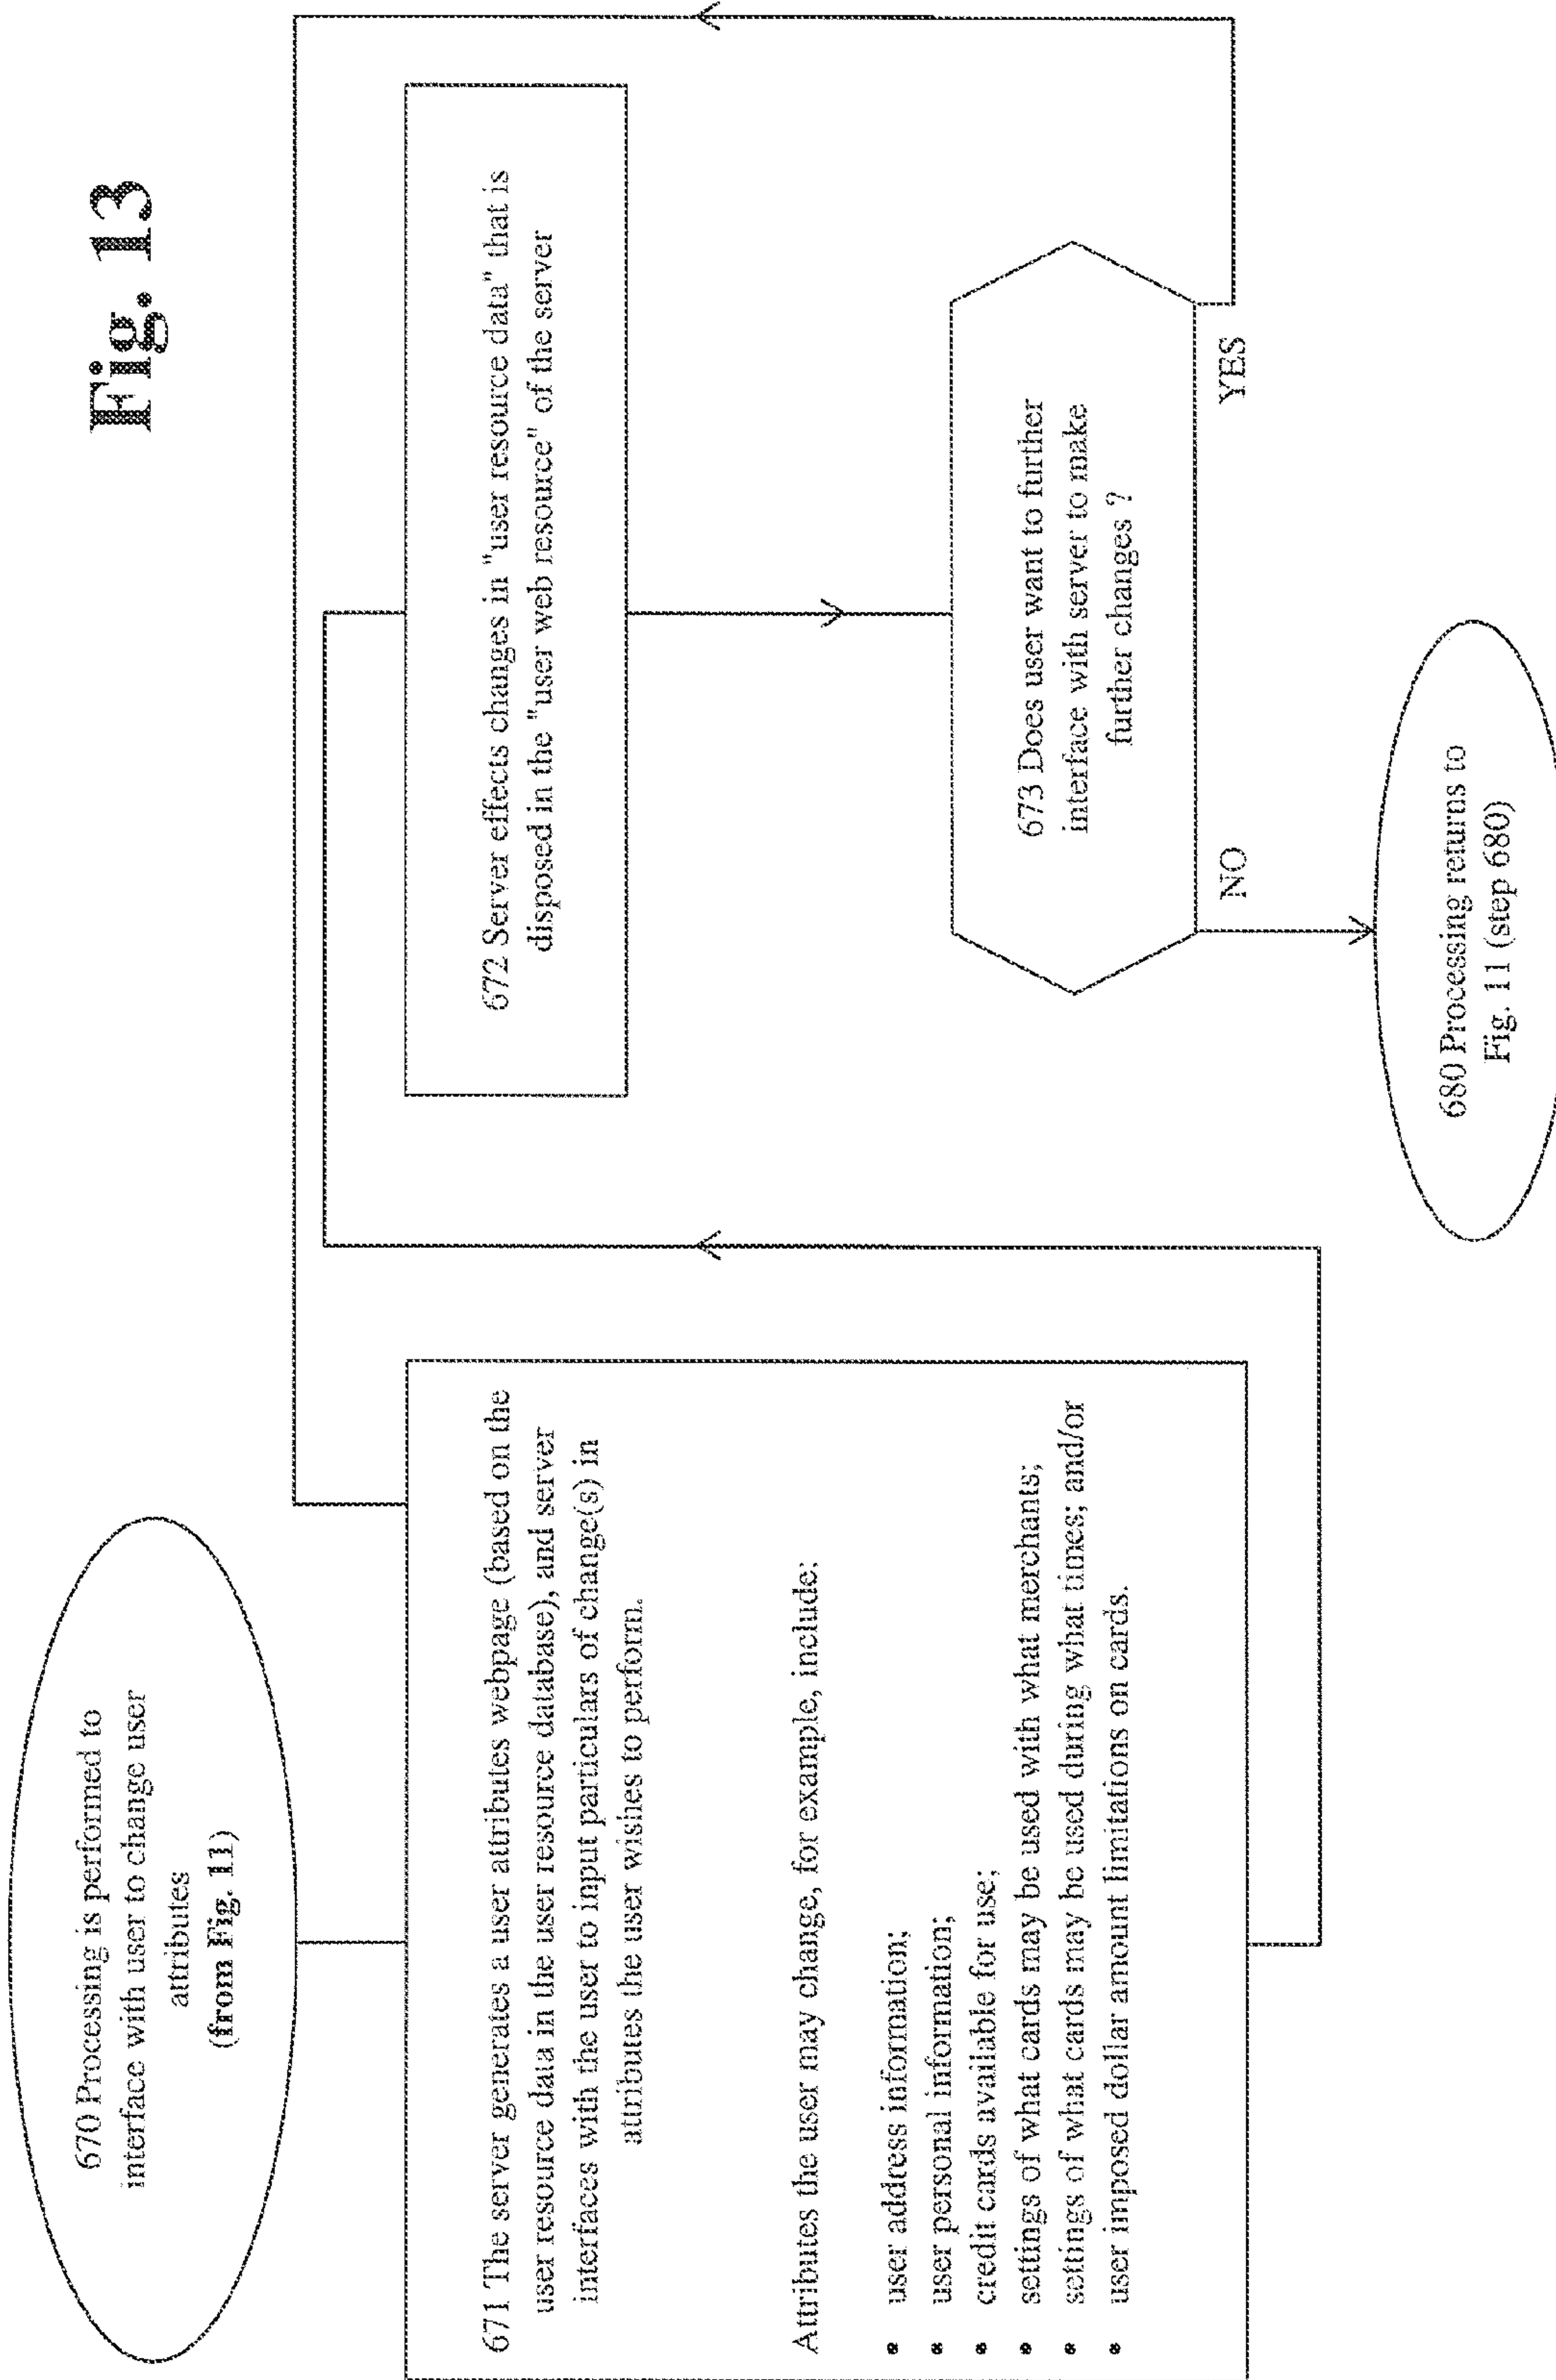 Fig. 13
670 Processing is performed to
interface with user to change user
attributes
(from Fig. 11)
671 The server generates a user attributes webpage (based on the
user resource data in the user resource database), and server
interfaces with the user to input particulars of change(s) in
attributes the user wishes to perform.
Attributes the user may change, for example, include:
• user address information;
• user personal information;
• credit cards available for use;
• settings of what cards may be used with what merchants;
• settings of what cards may be used during what times; and/or
• user imposed dollar amount limitations on cards.
672 Server effects changes in "user resource data" that is
disposed in the "user web resource" of the server
673 Does user want to further
interface with server to make
further changes ?
NO
YES
680 Processing returns to
Fig. 11 (step 680)